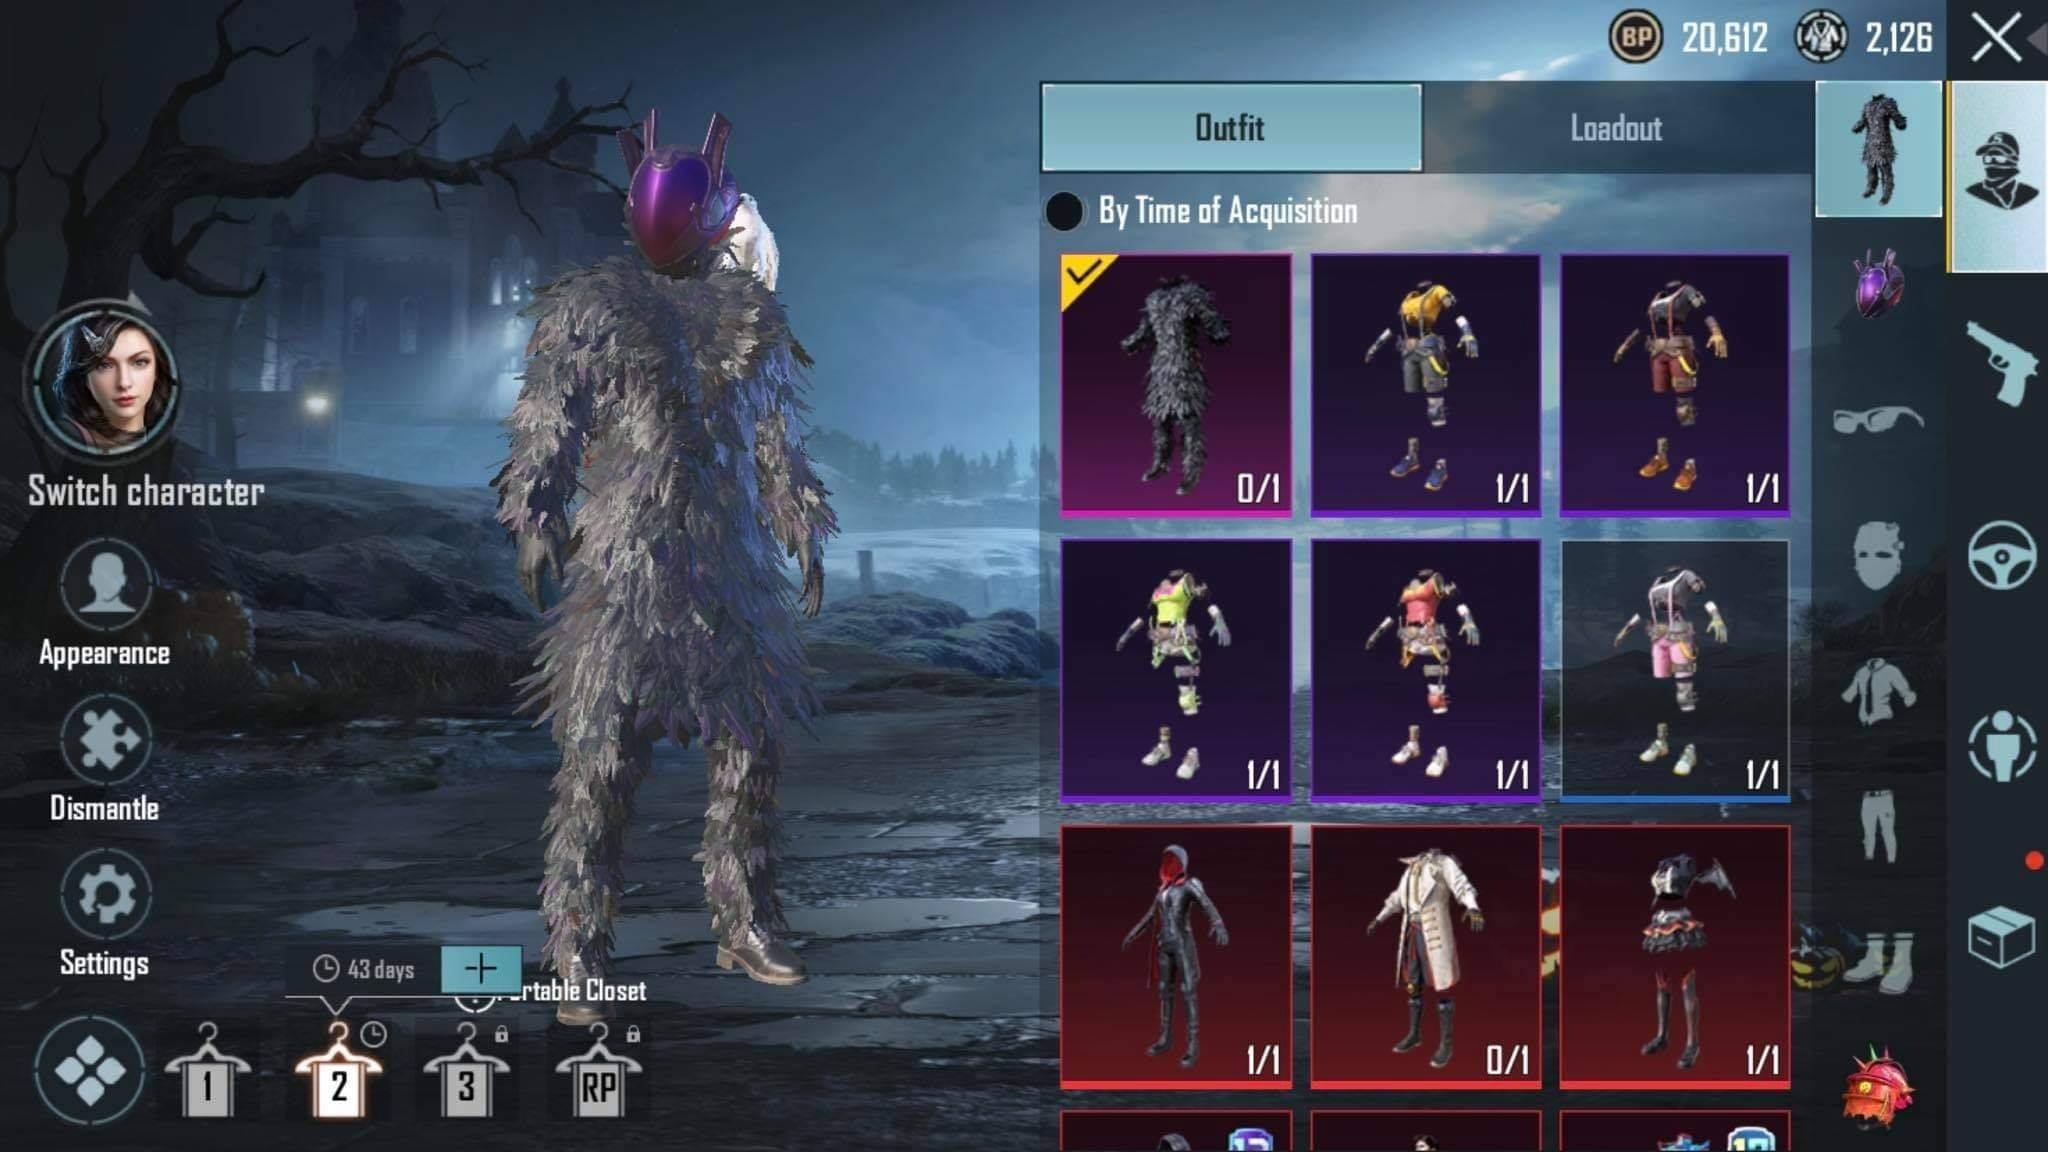 BP 20,612 2,126
Outfit Loadout
By Time of Acquisition
0/1 1/1 1/1
1/1 1/1 1/1
1/1 0/1 1/1
Switch character
Appearance
Dismantle
Settings
43 days +
rtable Closet
1 2 3 RP